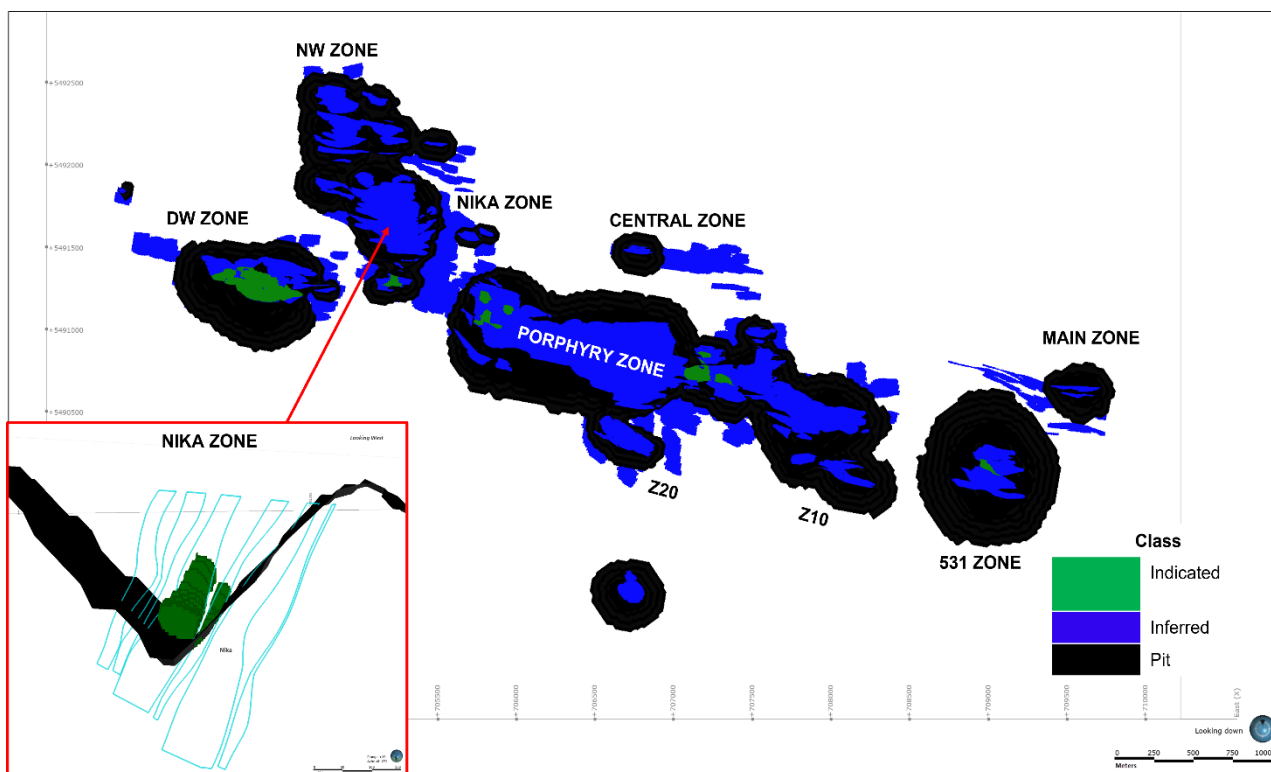 NW ZONE
+5492500
+5492000
NIKA ZONE
DW ZONE
CENTRAL ZONE
+5491500
+5491000
PORPHYRY ZONE
MAIN ZONE
+5490500
NIKA ZONE
Looking West
Nika
Z20
Z10
531 ZONE
Class
Indicated
Inferred
Pit
+705500
+706000
+706500
+707000
+707500
+708000
+708500
+709000
+709500
+710000
East (X)
Looking down
0 250 500 750 1000
Meters